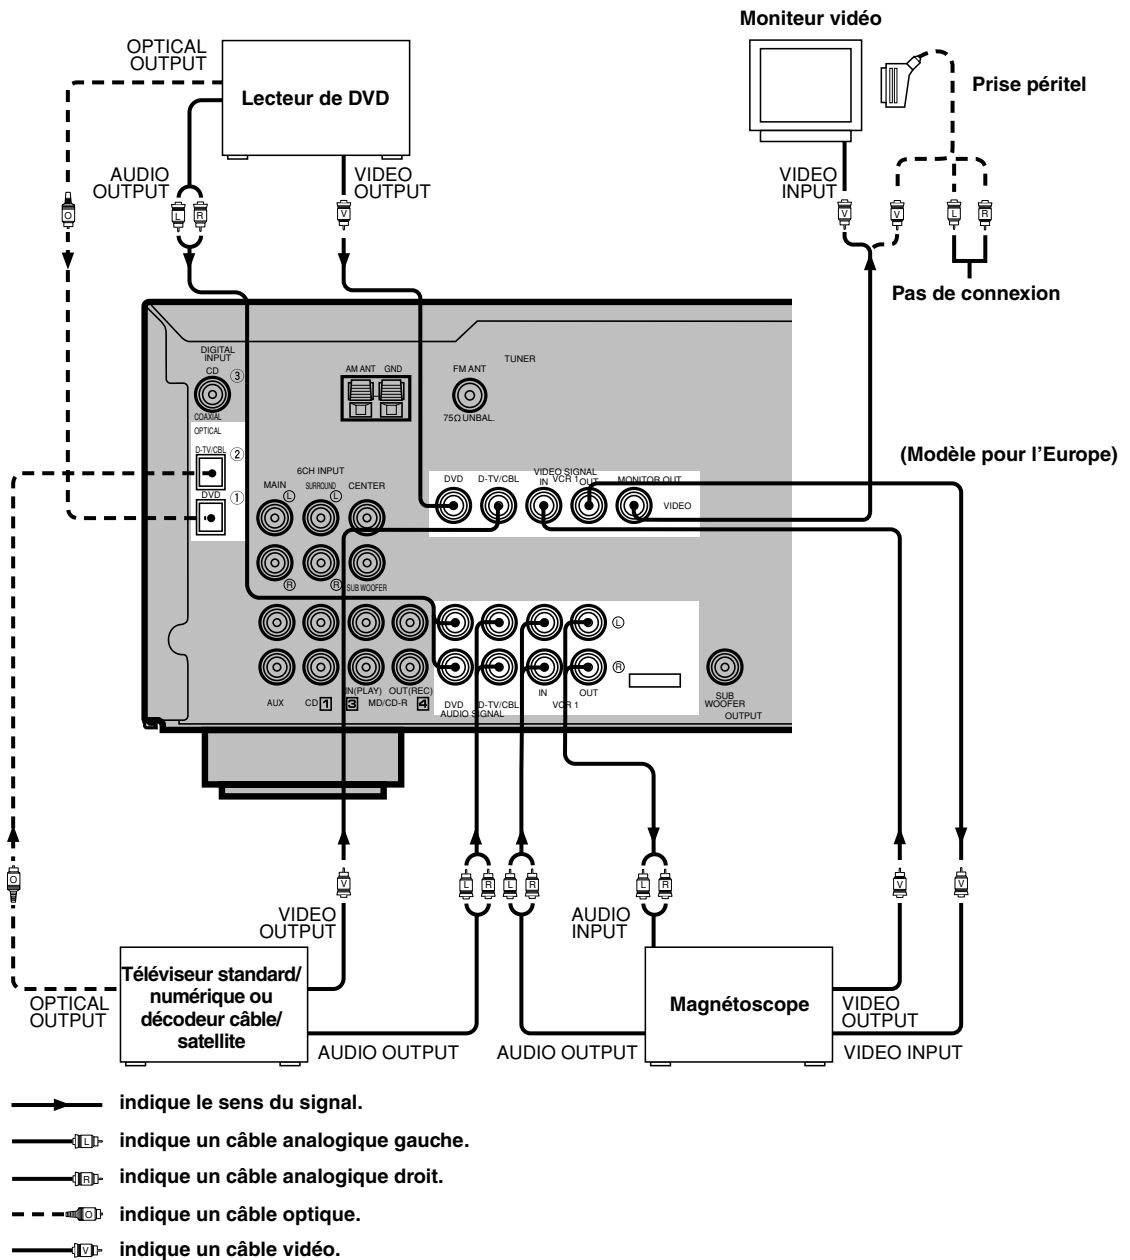 Moniteur vidéo
OPTICAL
OUTPUT
Lecteur de DVD
Prise péritel
AUDIO
OUTPUT
VIDEO
OUTPUT
VIDEO
INPUT
O
L
R
V
V
V
L
R
Pas de connexion
DIGITAL
INPUT
CD
3
COAXIAL
OPTICAL
D-TV/CBL
2
DVD
1
AM ANT
GND
FM ANT
75Ω UNBAL.
TUNER
(Modèle pour l'Europe)
6CH INPUT
MAIN
L
SURROUND
L
CENTER
R
R
SUB WOOFER
VIDEO SIGNAL
DVD
D-TV/CBL
IN
VCR 1
OUT
MONITOR OUT
VIDEO
L
R
AUX
CD
1
IN(PLAY)
3
MD/CD-R
OUT(REC)
4
DVD
D-TV/CBL
AUDIO SIGNAL
IN
VCR 1
OUT
SUB
WOOFER
OUTPUT
O
V
L
R
L
R
L
R
V
V
VIDEO
OUTPUT
AUDIO
INPUT
OPTICAL
OUTPUT
Téléviseur standard/
numérique ou
décodeur câble/
satellite
AUDIO OUTPUT
AUDIO OUTPUT
Magnétoscope
VIDEO
OUTPUT
VIDEO INPUT
indique le sens du signal.
L indique un câble analogique gauche.
R indique un câble analogique droit.
O indique un câble optique.
V indique un câble vidéo.